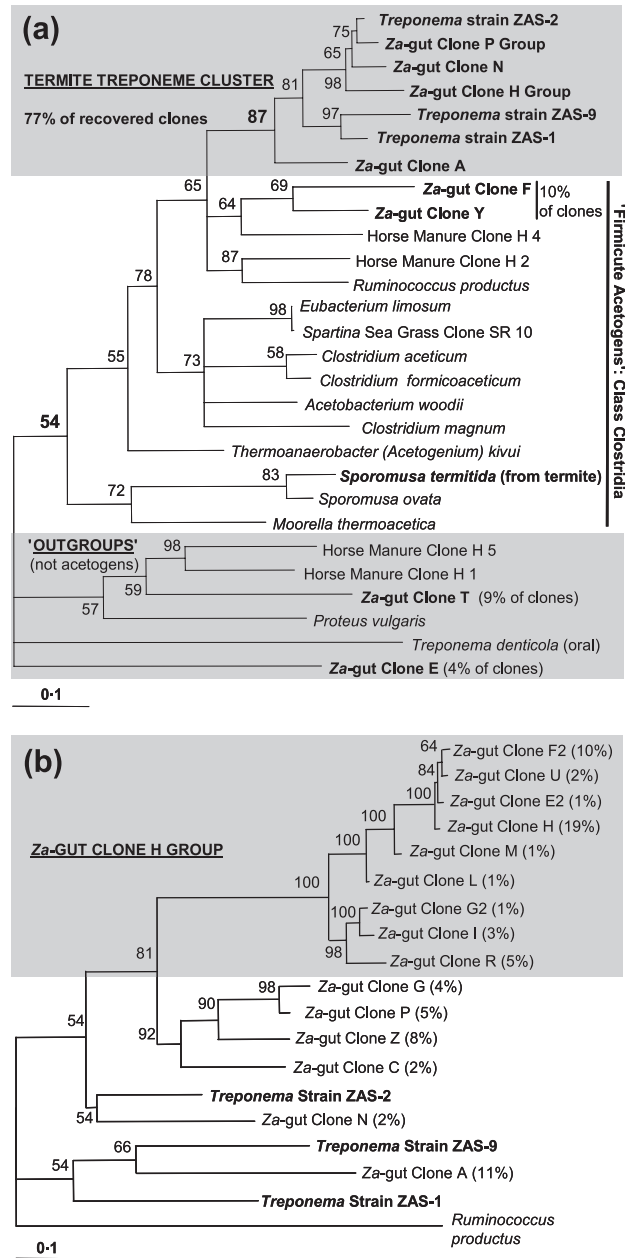 (a)
TERMITE TREPONEME CLUSTER
77% of recovered clones
87
81
75
65
98
97
Treponema strain ZAS-2
Za-gut Clone P Group
Za-gut Clone N
Za-gut Clone H Group
Treponema strain ZAS-9
Treponema strain ZAS-1
Za-gut Clone A
65
64
69
Za-gut Clone F
Za-gut Clone Y
10%
of clones
Horse Manure Clone H 4
87
Horse Manure Clone H 2
Ruminococcus productus
78
98
Eubacterium limosum
Spartina Sea Grass Clone SR 10
73
58
Clostridium aceticum
Clostridium formicoaceticum
Acetobacterium woodii
Clostridium magnum
55
Thermoanaerobacter (Acetogenium) kivui
54
72
83
Sporomusa termitida (from termite)
Sporomusa ovata
Moorella thermoacetica
'Firmicute Acetogens': Class Clostridia
'OUTGROUPS'
(not acetogens)
98
59
57
Horse Manure Clone H 5
Horse Manure Clone H 1
Za-gut Clone T (9% of clones)
Proteus vulgaris
Treponema denticola (oral)
Za-gut Clone E (4% of clones)
0·1
(b)
Za-GUT CLONE H GROUP
64
84
100
100
100
100
100
98
Za-gut Clone F2 (10%)
Za-gut Clone U (2%)
Za-gut Clone E2 (1%)
Za-gut Clone H (19%)
Za-gut Clone M (1%)
Za-gut Clone L (1%)
Za-gut Clone G2 (1%)
Za-gut Clone I (3%)
Za-gut Clone R (5%)
81
92
90
98
Za-gut Clone G (4%)
Za-gut Clone P (5%)
Za-gut Clone Z (8%)
Za-gut Clone C (2%)
54
54
Treponema Strain ZAS-2
Za-gut Clone N (2%)
54
66
Treponema Strain ZAS-9
Za-gut Clone A (11%)
Treponema Strain ZAS-1
Ruminococcus
productus
0·1